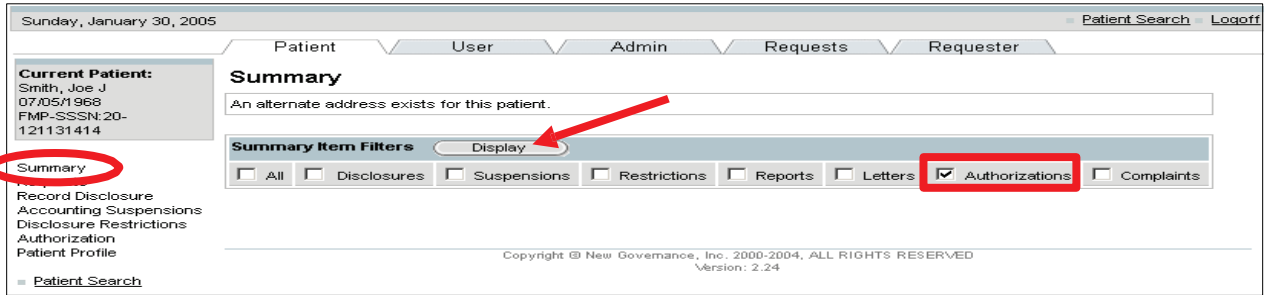 Sunday, January 30, 2005
Patient Search Logoff
Patient User Admin Requests Requester
Current Patient:
Smith, Joe J
07/05/1968
FMP-SSSN:20-
121131414
Summary
Record Disclosure
Accounting Suspensions
Disclosure Restrictions
Authorization
Patient Profile
Patient Search
Summary
An alternate address exists for this patient.
Summary Item Filters Display
All Disclosures Suspensions Restrictions Reports Letters Authorizations Complaints
Copyright © New Governance, Inc. 2000-2004, ALL RIGHTS RESERVED
Version: 2.24